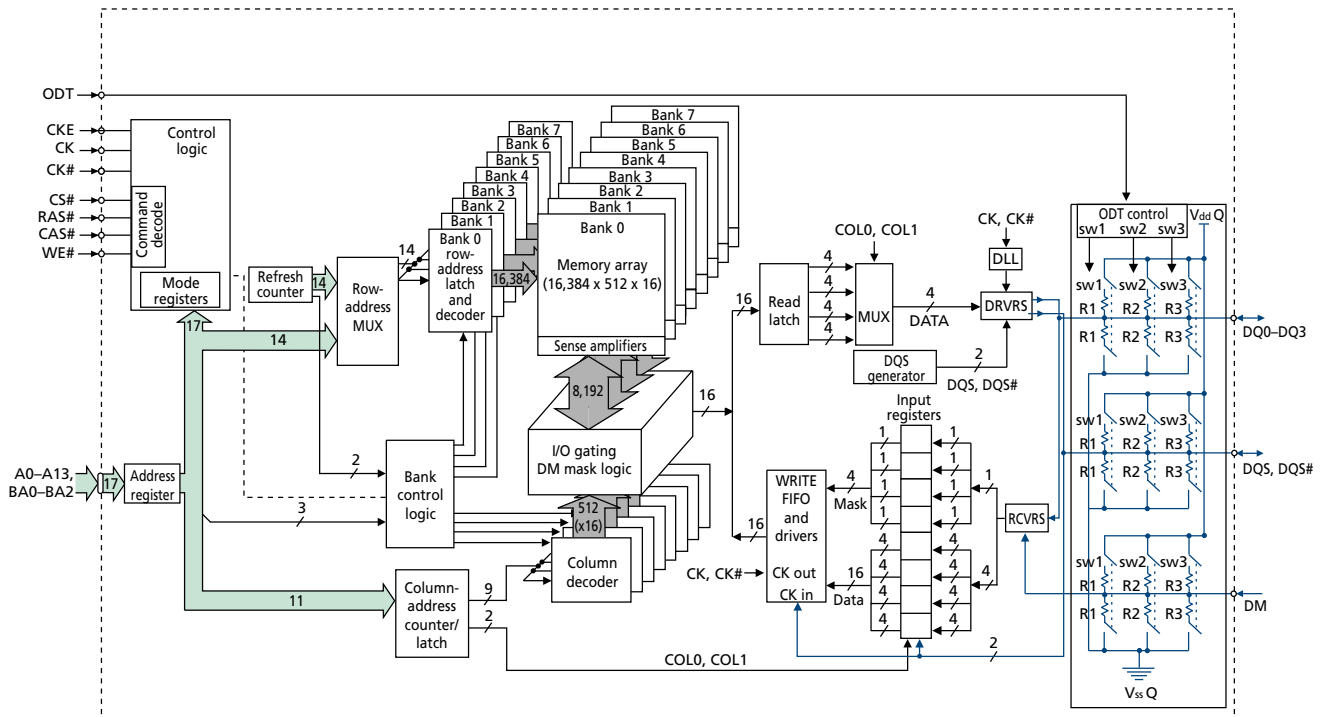 ODT
CKE
CK
CK#
CS#
RAS#
CAS#
WE#
Control
logic
Command
decode
Mode
registers
17
A0–A13,
BA0–BA2
17
Address
register
Refresh
counter
14
14
Row-
address
MUX
14
2
3
11
Bank 7
Bank 6
Bank 5
Bank 4
Bank 3
Bank 2
Bank 1
Bank 0
row-
address
latch
and
decoder
16,384
Bank 7
Bank 6
Bank 5
Bank 4
Bank 3
Bank 2
Bank 1
Bank 0
Memory array
(16,384 x 512 x 16)
Sense amplifiers
8,192
I/O gating
DM mask logic
16
Bank
control
logic
512
(x16)
Column
decoder
Column-
address
counter/
latch
9
2
COL0, COL1
16
Read
latch
4
4
4
4
COL0, COL1
MUX
4
DATA
CK, CK#
DLL
DRVRS
DQS
generator
2
DQS, DQS#
Input
registers
1
1
1
1
4
4
4
4
1
1
1
1
4
4
4
4
1
4
RCVRS
16
WRITE
FIFO
and
drivers
CK out
CK in
CK, CK#
4
Mask
16
Data
2
ODT control
VddQ
sw1 sw2 sw3
sw1 sw2 sw3
R1 R2 R3
R1 R2 R3
DQ0–DQ3
sw1 sw2 sw3
R1 R2 R3
R1 R2 R3
DQS, DQS#
sw1 sw2 sw3
R1 R2 R3
R1 R2 R3
DM
VssQ